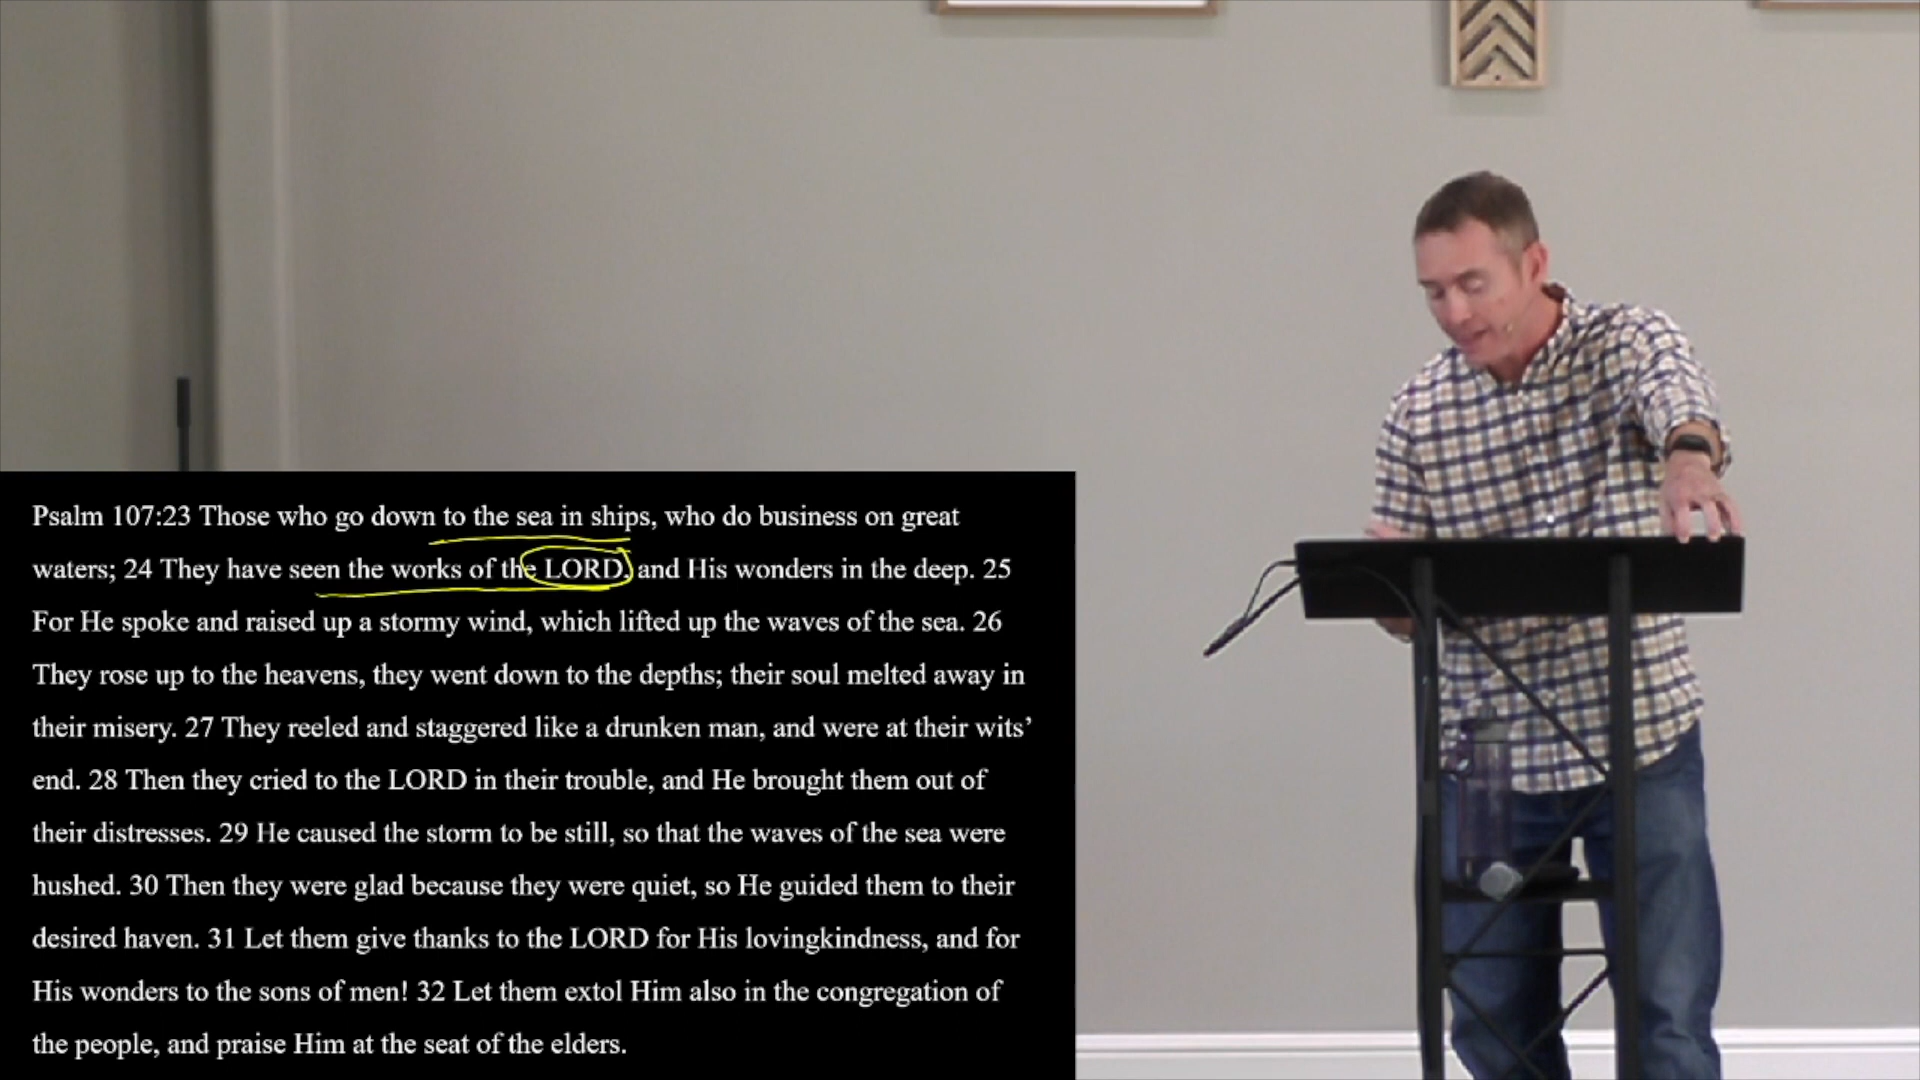 Psalm 107:23 Those who go down to the sea in ships, who do business on great
waters; 24 They have seen the works of the LORD, and His wonders in the deep. 25
For He spoke and raised up a stormy wind, which lifted up the waves of the sea. 26
They rose up to the heavens, they went down to the depths; their soul melted away in
their misery. 27 They reeled and staggered like a drunken man, and were at their wits’
end. 28 Then they cried to the LORD in their trouble, and He brought them out of
their distresses. 29 He caused the storm to be still, so that the waves of the sea were
hushed. 30 Then they were glad because they were quiet, so He guided them to their
desired haven. 31 Let them give thanks to the LORD for His lovingkindness, and for
His wonders to the sons of men! 32 Let them extol Him also in the congregation of
the people, and praise Him at the seat of the elders.